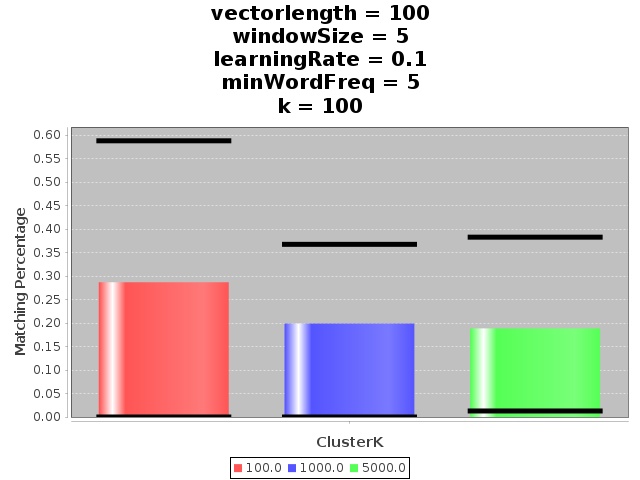 vectorlength = 100
windowSize = 5
learningRate = 0.1
minWordFreq = 5
k = 100
0.60
0.55
0.50
0.45
0.40
0.35
0.30
0.25
0.20
0.15
0.10
0.05
0.00
Matching Percentage
ClusterK
100.0 1000.0 5000.0